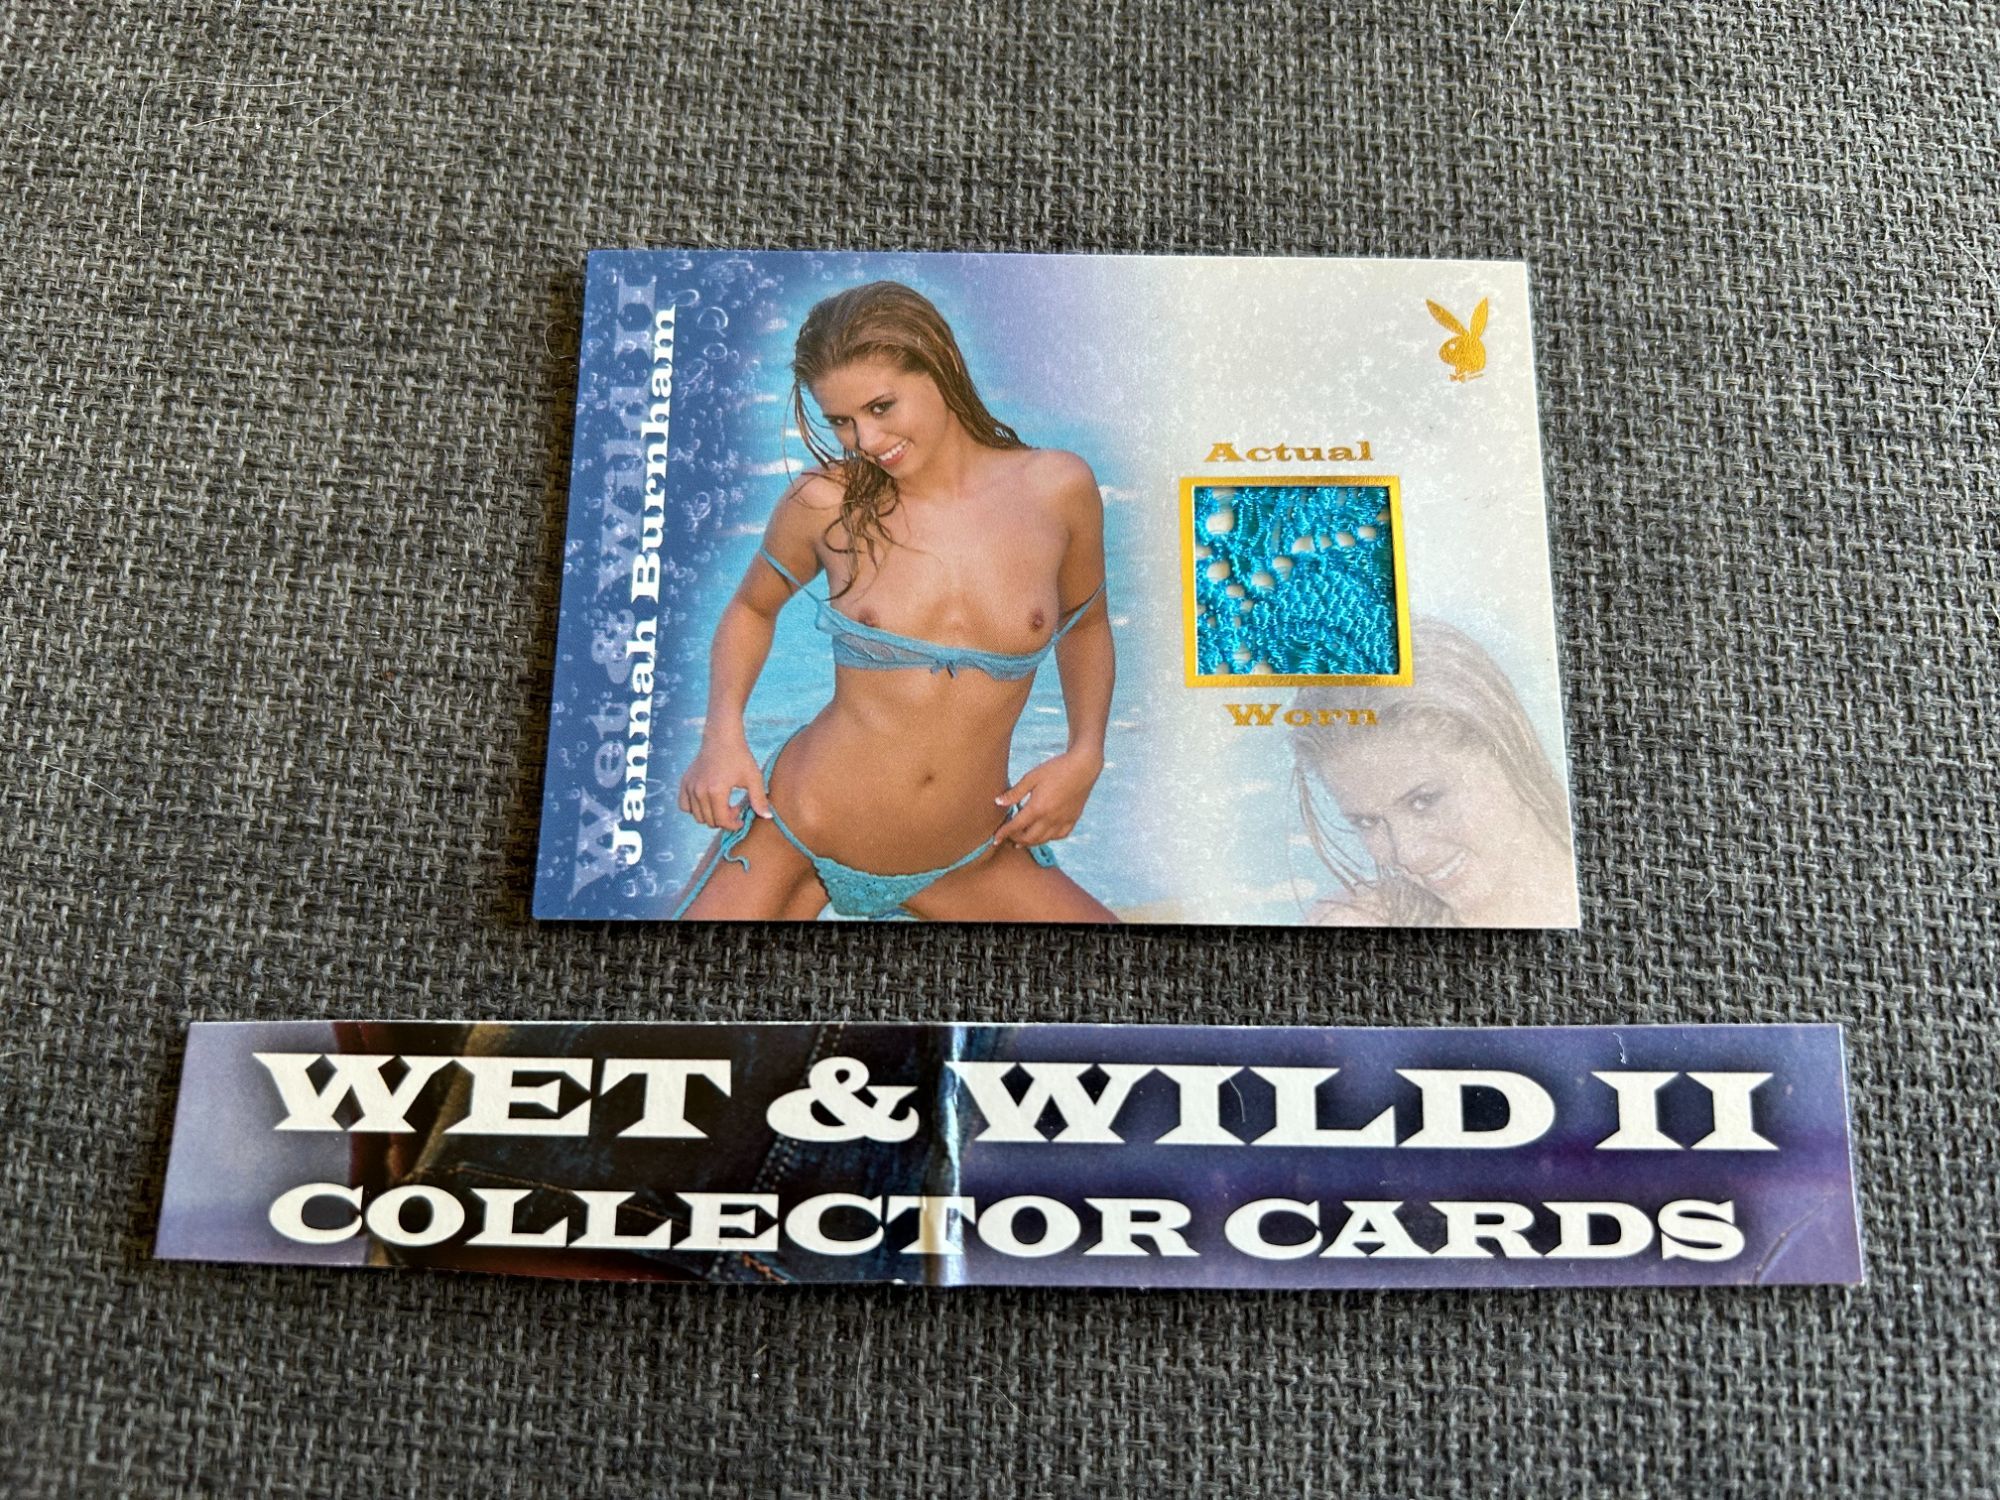 Wet & Wild II
Jannah Burnham
Actual
Worn
WET & WILD II
COLLECTOR CARDS